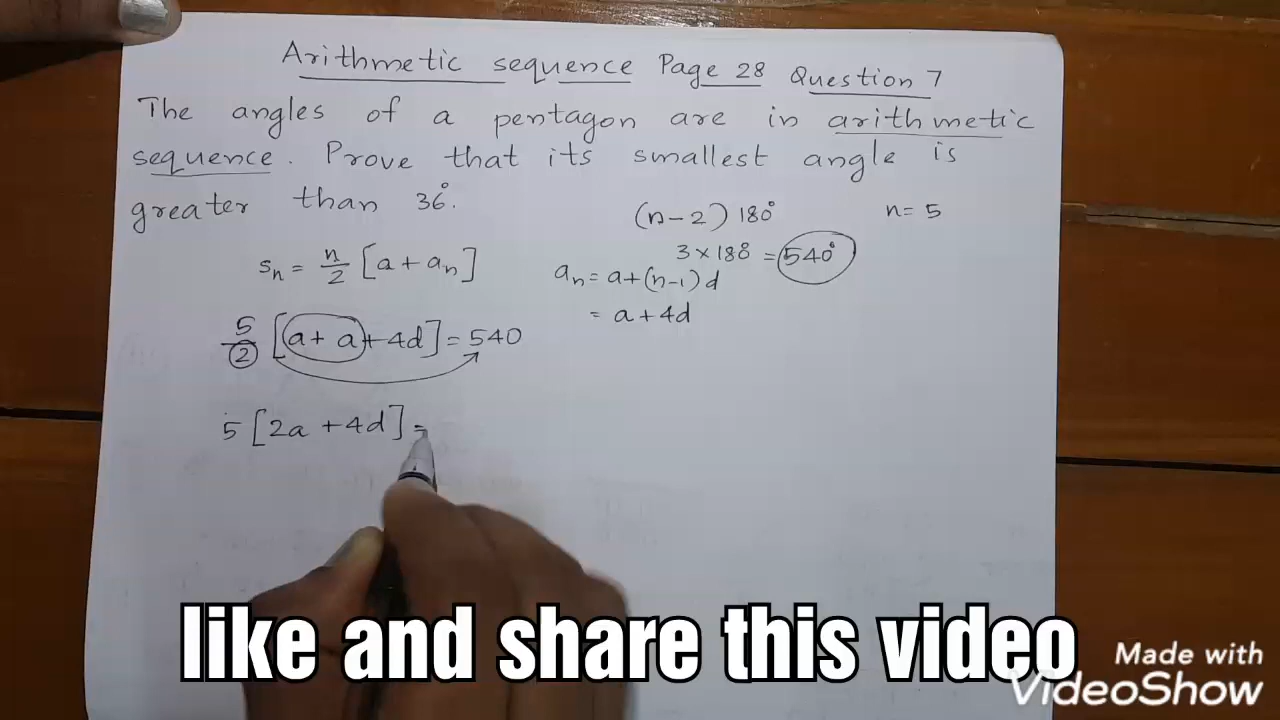 Arithmetic sequence Page 28 Question 7
The angles of a pentagon are in arithmetic
sequence. Prove that its smallest angle is
greater than 36°.
(n-2) 180° n= 5
3 × 180 = 540°
Sn = n/2 [a + an]
an = a+(n-1)d
= a + 4d
5/2 [a + a + 4d] = 540
5 [2a + 4d] =
like and share this video
Made with
VideoShow